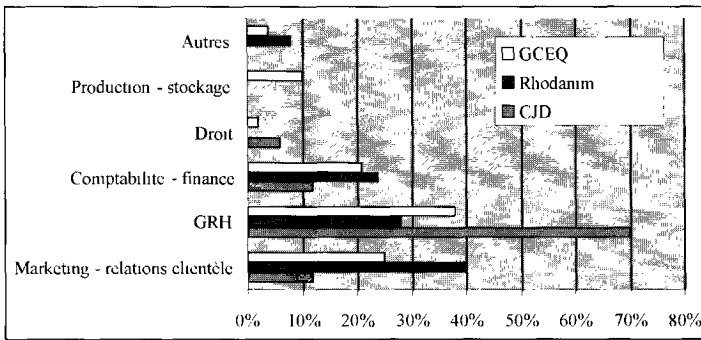 Autres
Production - stockage
Droit
Comptabilité - finance
GRH
Marketing - relations clientèle
GCEQ
Rhodanim
CJD
0% 10% 20% 30% 40% 50% 60% 70% 80%